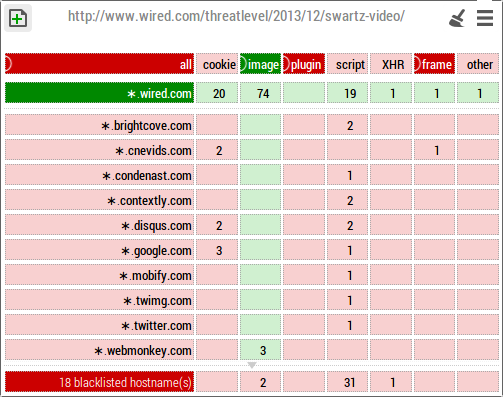 http://www.wired.com/threatlevel/2013/12/swartz-video/
all cookie image plugin script XHR frame other
∗.wired.com 20 74 19 1 1 1
∗.brightcove.com 2
∗.cnevids.com 2 1
∗.condenast.com 1
∗.contextly.com 2
∗.disqus.com 2 2
∗.google.com 3 1
∗.mobify.com 1
∗.twimg.com 1
∗.twitter.com 1
∗.webmonkey.com 3
18 blacklisted hostname(s) 2 31 1